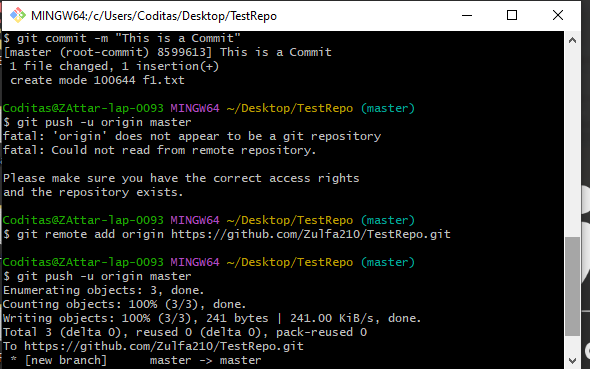 MINGW64:/c/Users/Coditas/Desktop/TestRepo
$ git commit -m "This is a Commit"
[master (root-commit) 8599613] This is a Commit
 1 file changed, 1 insertion(+)
 create mode 100644 f1.txt

Coditas@ZAttar-lap-0093 MINGW64 ~/Desktop/TestRepo (master)
$ git push -u origin master
fatal: 'origin' does not appear to be a git repository
fatal: Could not read from remote repository.

Please make sure you have the correct access rights
and the repository exists.

Coditas@ZAttar-lap-0093 MINGW64 ~/Desktop/TestRepo (master)
$ git remote add origin https://github.com/Zulfa210/TestRepo.git

Coditas@ZAttar-lap-0093 MINGW64 ~/Desktop/TestRepo (master)
$ git push -u origin master
Enumerating objects: 3, done.
Counting objects: 100% (3/3), done.
Writing objects: 100% (3/3), 241 bytes | 241.00 KiB/s, done.
Total 3 (delta 0), reused 0 (delta 0), pack-reused 0
To https://github.com/Zulfa210/TestRepo.git
 * [new branch]      master -> master